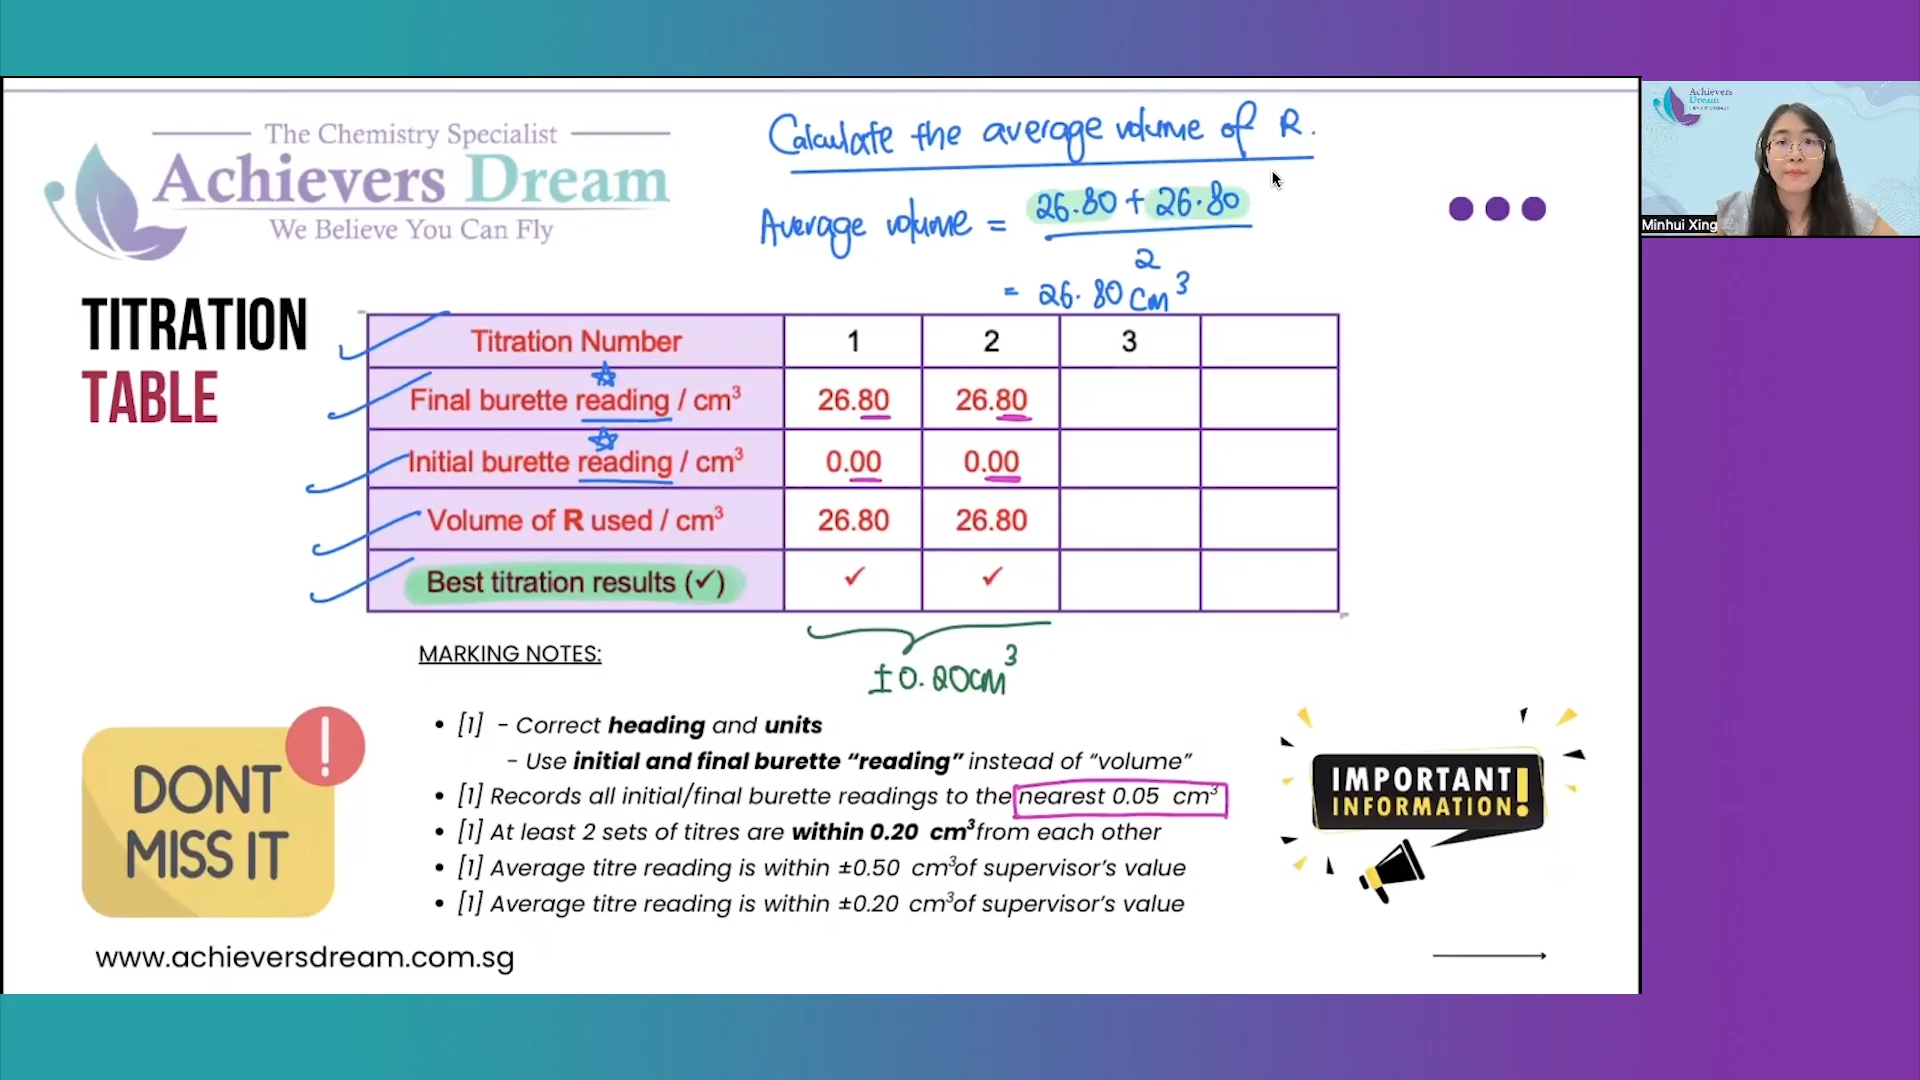 The Chemistry Specialist
Achievers Dream
We Believe You Can Fly
Calculate the average volume of R.
Average volume = 26.80 + 26.80
2
= 26.80 cm³
Achievers
Dream
Minhui Xing
TITRATION
TABLE
Titration Number 1 2 3
Final burette reading / cm³ 26.80 26.80
Initial burette reading / cm³ 0.00 0.00
Volume of R used / cm³ 26.80 26.80
Best titration results (✓) ✓ ✓
±0.20cm³
MARKING NOTES:
• [1] - Correct heading and units
- Use initial and final burette “reading” instead of “volume”
• [1] Records all initial/final burette readings to the nearest 0.05 cm³
• [1] At least 2 sets of titres are within 0.20 cm³ from each other
• [1] Average titre reading is within ±0.50 cm³of supervisor’s value
• [1] Average titre reading is within ±0.20 cm³of supervisor’s value
!
DONT
MISS IT
IMPORTANT
INFORMATION!
www.achieversdream.com.sg